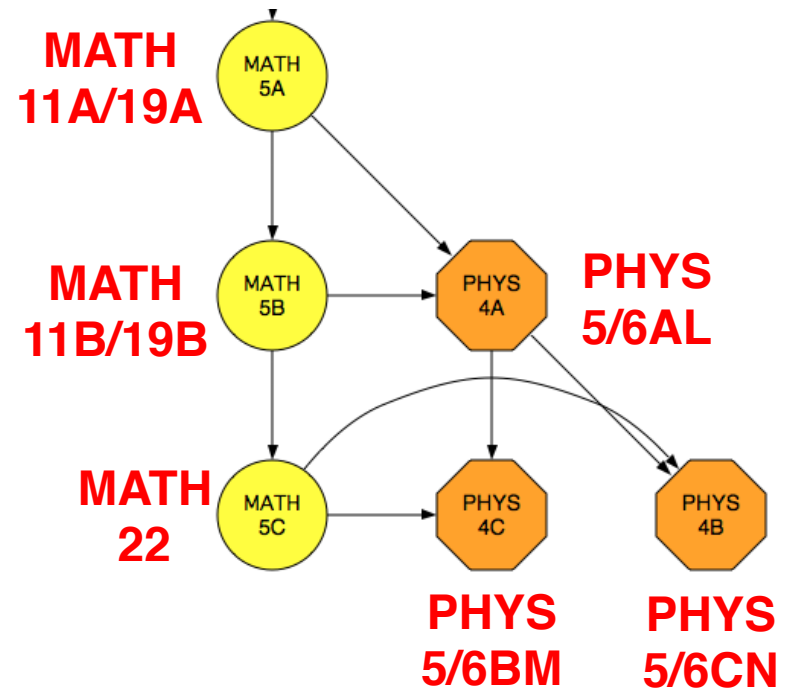 MATH
11A/19A
MATH
5A
MATH
11B/19B
MATH
5B
PHYS
4A
PHYS
5/6AL
MATH
22
MATH
5C
PHYS
4C
PHYS
4B
PHYS
5/6BM
PHYS
5/6CN